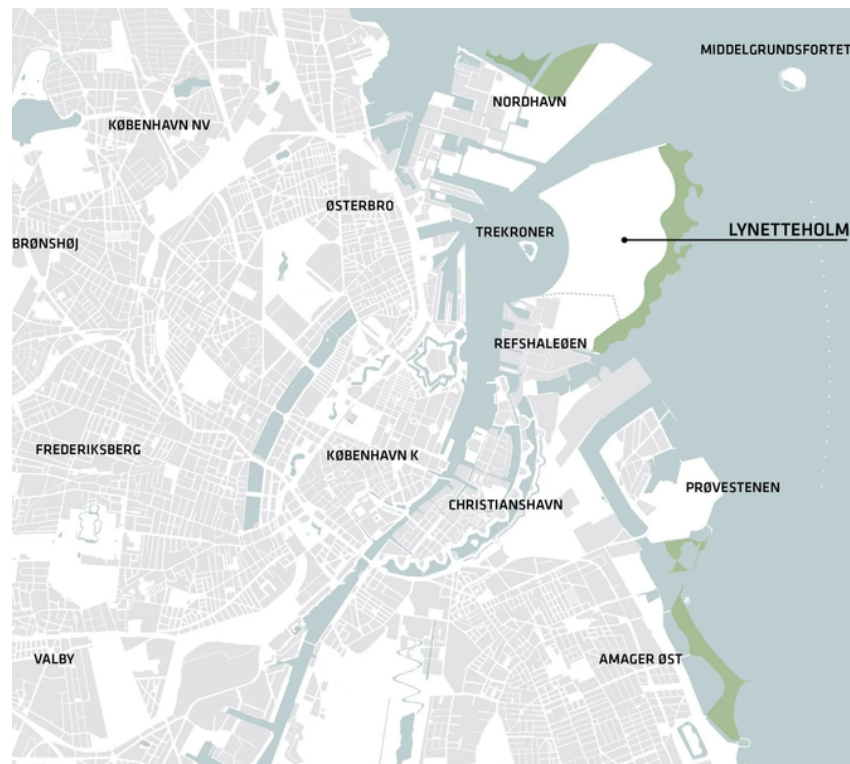 MIDDELGRUNDSFORTET
NORDHAVN
KØBENHAVN NV
ØSTERBRO
TREKRONER
LYNETTEHOLM
BRØNSHØJ
REFSHALEØEN
FREDERIKSBERG
KØBENHAVN K
PRØVESTENEN
CHRISTIANSHAVN
VALBY
AMAGER ØST